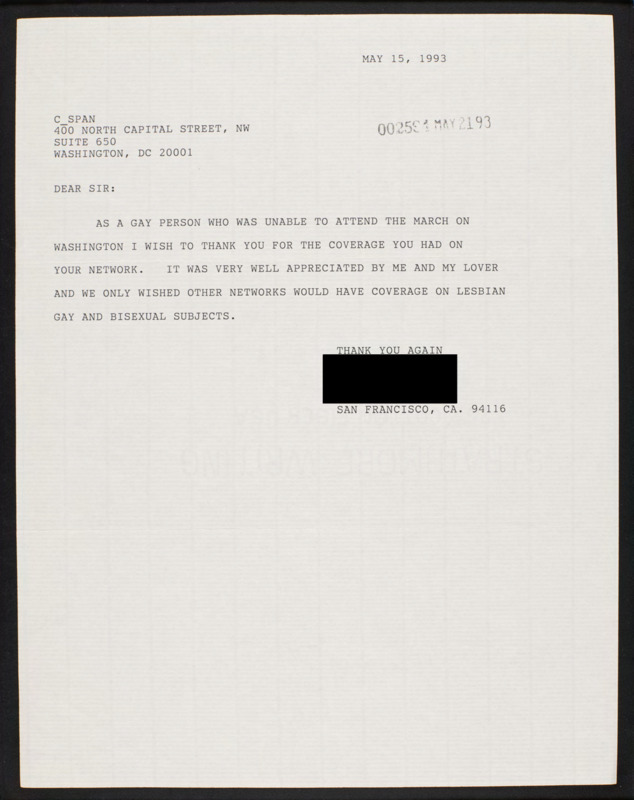 MAY 15, 1993
C_SPAN
400 NORTH CAPITAL STREET, NW
SUITE 650
WASHINGTON, DC 20001
MAY 21 93
DEAR SIR:
AS A GAY PERSON WHO WAS UNABLE TO ATTEND THE MARCH ON
WASHINGTON I WISH TO THANK YOU FOR THE COVERAGE YOU HAD ON
YOUR NETWORK. IT WAS VERY WELL APPRECIATED BY ME AND MY LOVER
AND WE ONLY WISHED OTHER NETWORKS WOULD HAVE COVERAGE ON LESBIAN
GAY AND BISEXUAL SUBJECTS.
THANK YOU AGAIN
SAN FRANCISCO, CA. 94116